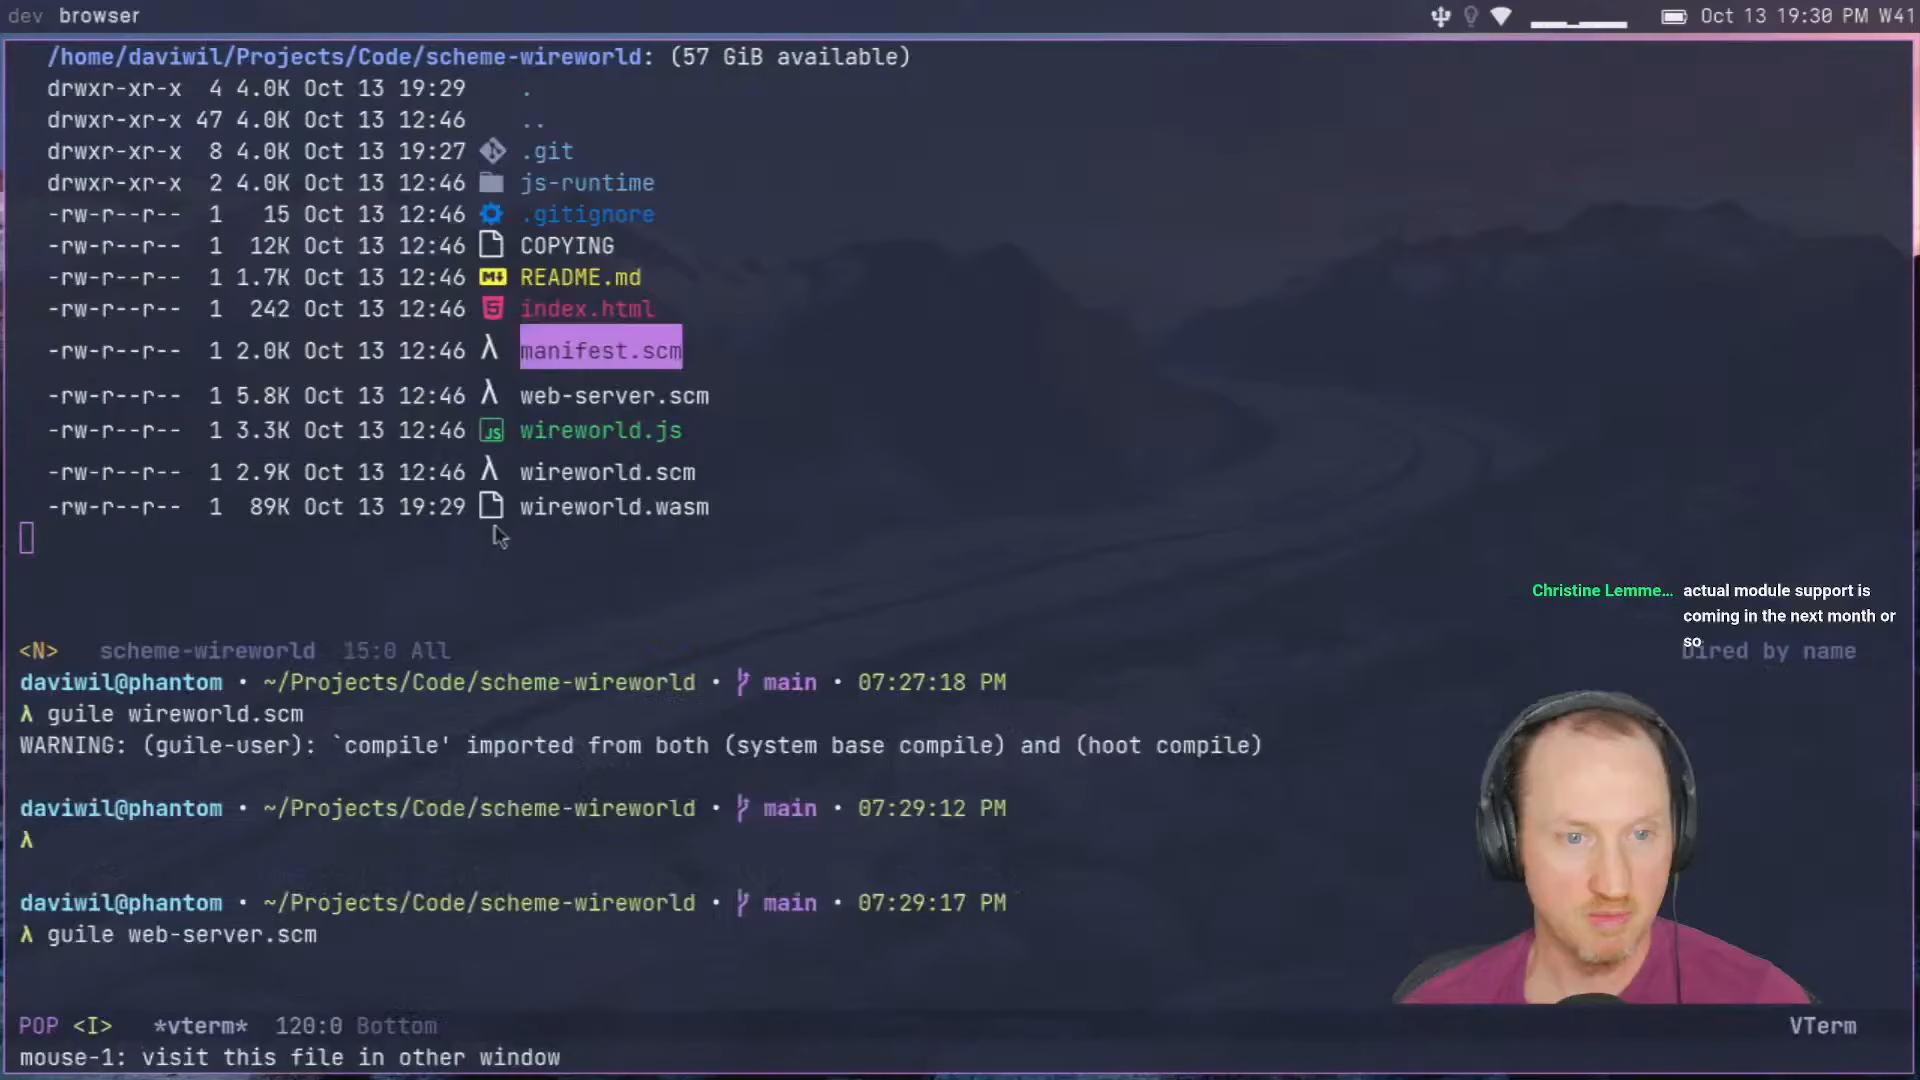 dev browser
Oct 13 19:30 PM W41
/home/daviwil/Projects/Code/scheme-wireworld: (57 GiB available)
drwxr-xr-x 4 4.0K Oct 13 19:29 .
drwxr-xr-x 47 4.0K Oct 13 12:46 ..
drwxr-xr-x 8 4.0K Oct 13 19:27 .git
drwxr-xr-x 2 4.0K Oct 13 12:46 js-runtime
-rw-r--r-- 1 15 Oct 13 12:46 .gitignore
-rw-r--r-- 1 12K Oct 13 12:46 COPYING
-rw-r--r-- 1 1.7K Oct 13 12:46 README.md
-rw-r--r-- 1 242 Oct 13 12:46 index.html
-rw-r--r-- 1 2.0K Oct 13 12:46 λ manifest.scm
-rw-r--r-- 1 5.8K Oct 13 12:46 λ web-server.scm
-rw-r--r-- 1 3.3K Oct 13 12:46 JS wireworld.js
-rw-r--r-- 1 2.9K Oct 13 12:46 λ wireworld.scm
-rw-r--r-- 1 89K Oct 13 19:29 wireworld.wasm
Christine Lemme... actual module support is
coming in the next month or
so
<N> scheme-wireworld 15:0 All Dired by name
daviwil@phantom • ~/Projects/Code/scheme-wireworld • main • 07:27:18 PM
λ guile wireworld.scm
WARNING: (guile-user): `compile' imported from both (system base compile) and (hoot compile)
daviwil@phantom • ~/Projects/Code/scheme-wireworld • main • 07:29:12 PM
λ
daviwil@phantom • ~/Projects/Code/scheme-wireworld • main • 07:29:17 PM
λ guile web-server.scm
POP <I> *vterm* 120:0 Bottom VTerm
mouse-1: visit this file in other window